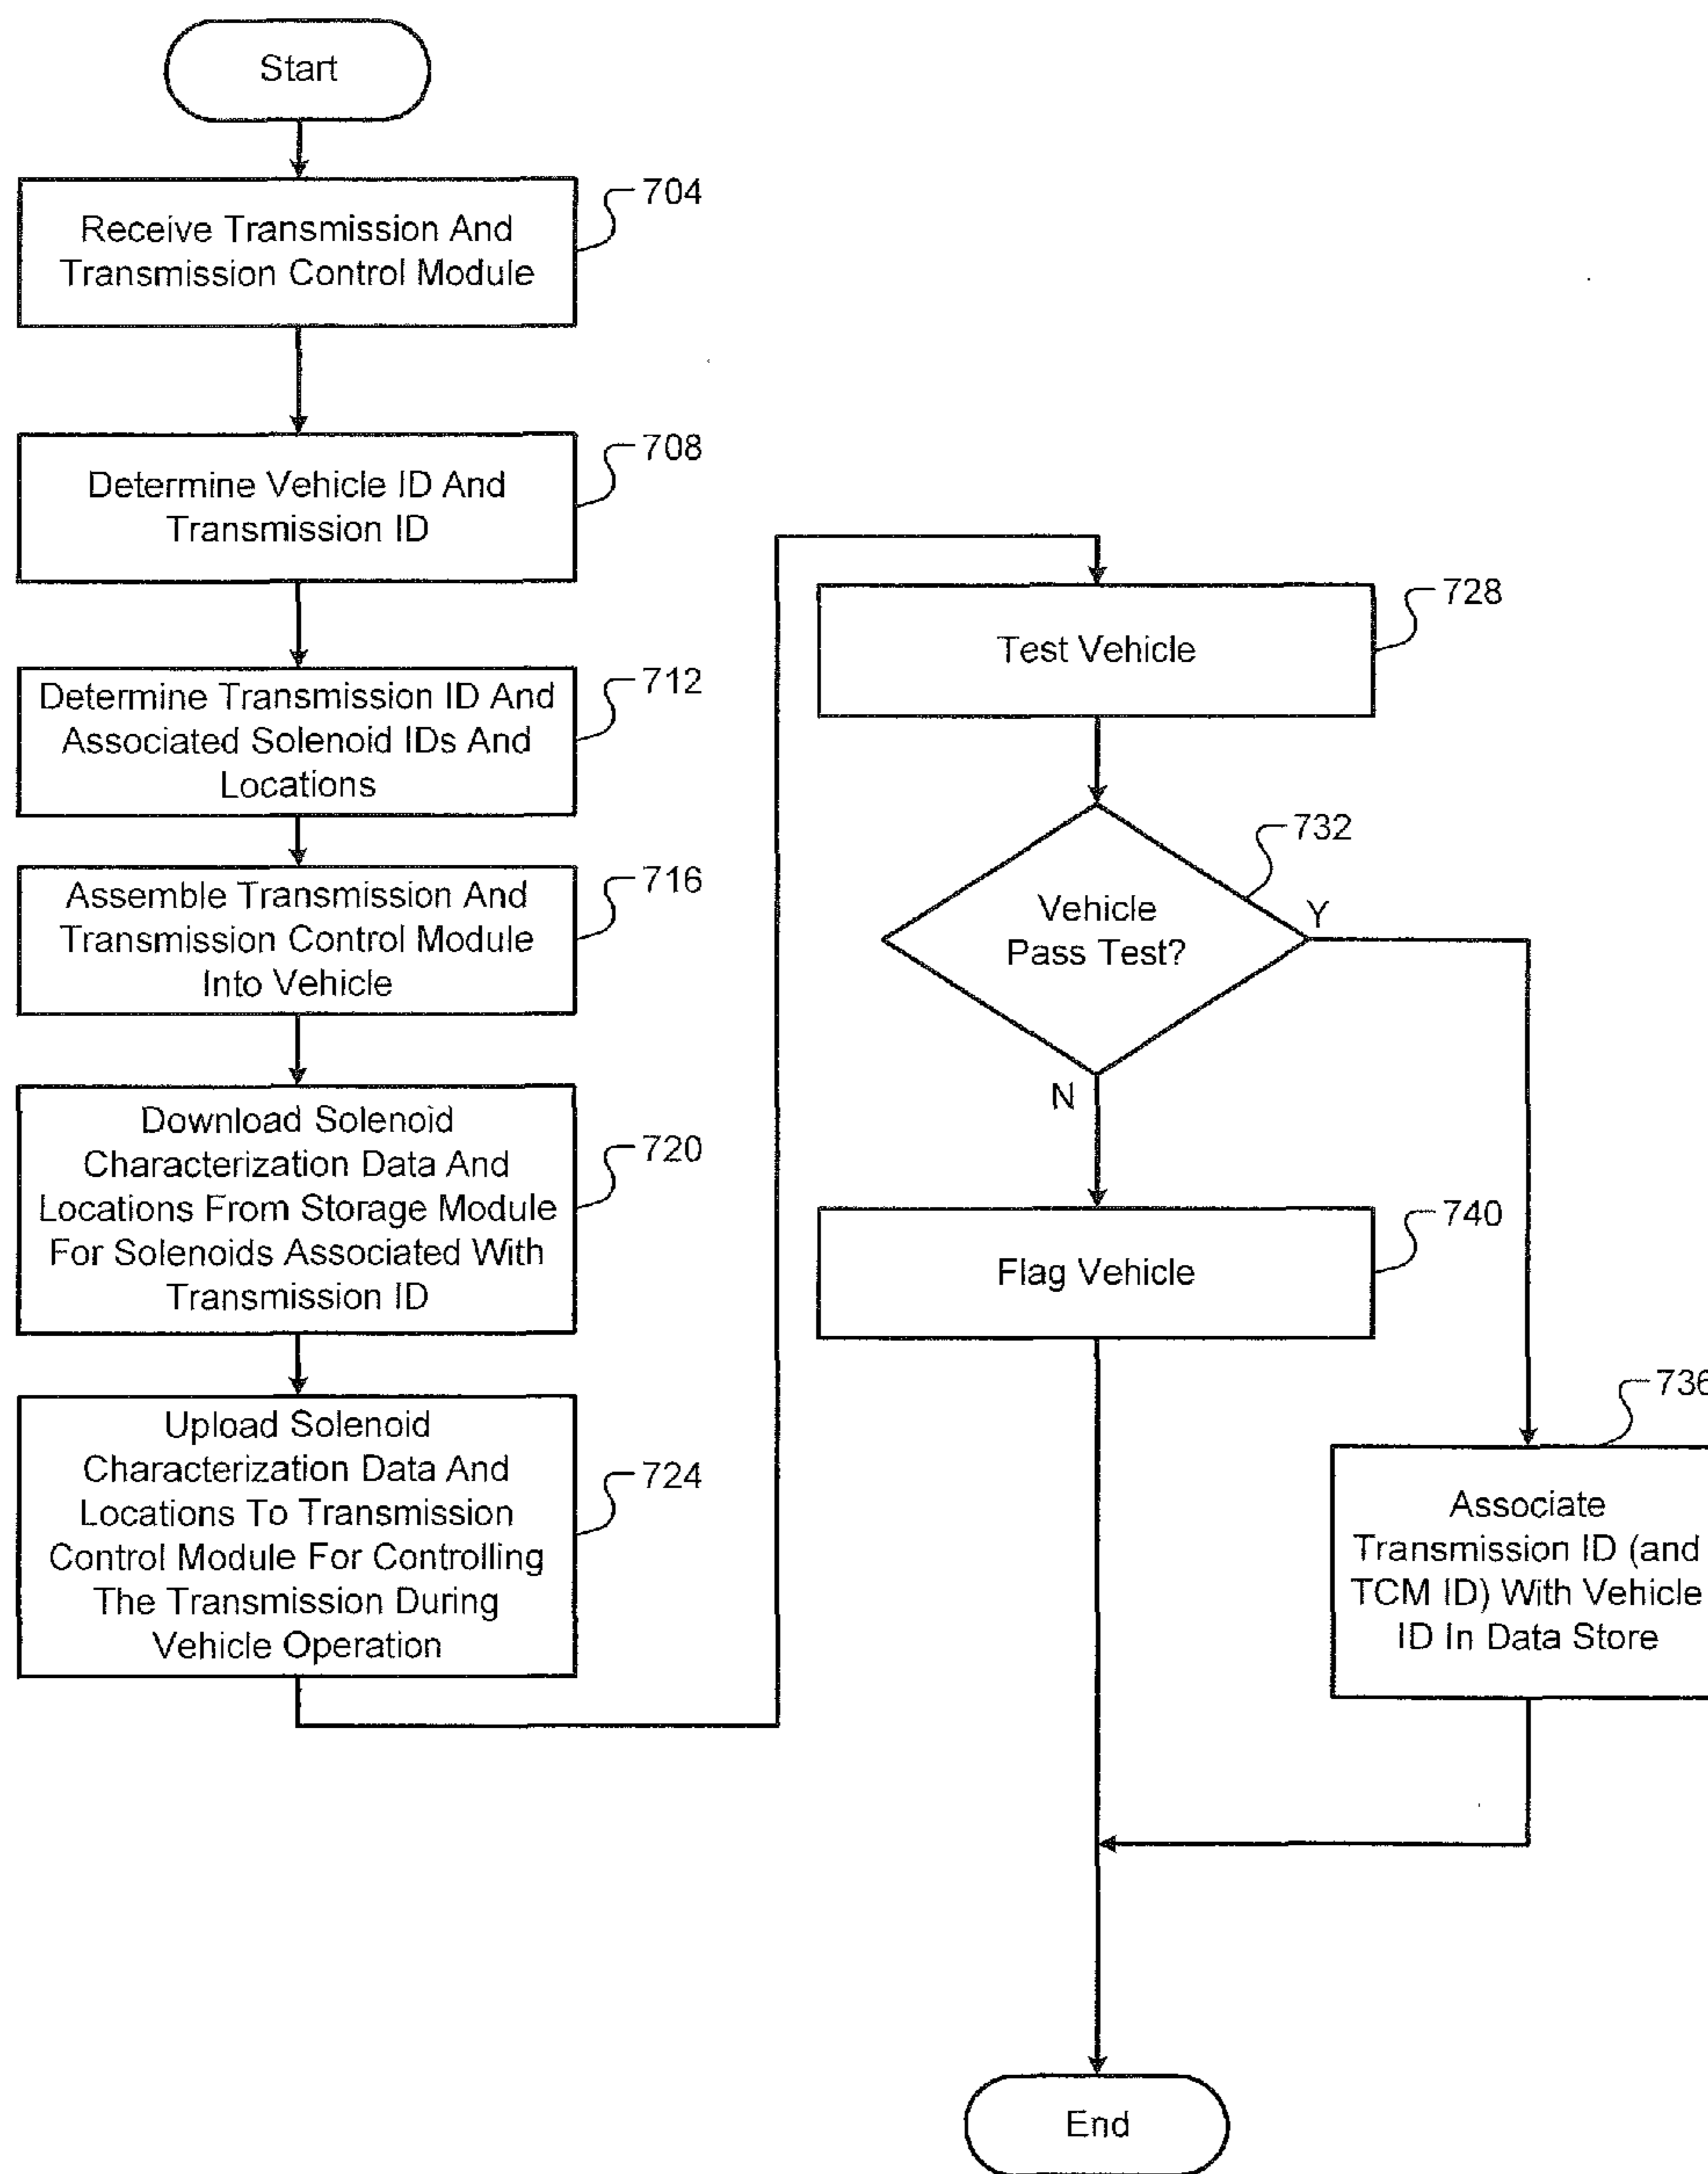 Start
704
Receive Transmission And
Transmission Control Module
708
Determine Vehicle ID And
Transmission ID
712
Determine Transmission ID And
Associated Solenoid IDs And
Locations
716
Assemble Transmission And
Transmission Control Module
Into Vehicle
720
Download Solenoid
Characterization Data And
Locations From Storage Module
For Solenoids Associated With
Transmission ID
724
Upload Solenoid
Characterization Data And
Locations To Transmission
Control Module For Controlling
The Transmission During
Vehicle Operation
728
Test Vehicle
732
Vehicle
Pass Test?
Y
N
740
Flag Vehicle
736
Associate
Transmission ID (and
TCM ID) With Vehicle
ID In Data Store
End